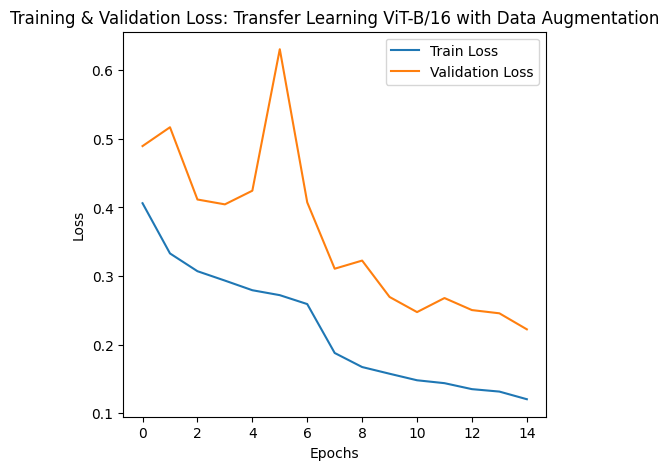 Training & Validation Loss: Transfer Learning ViT-B/16 with Data Augmentation
Train Loss
Validation Loss
0.6
0.5
0.4
0.3
0.2
0.1
Loss
0 2 4 6 8 10 12 14
Epochs